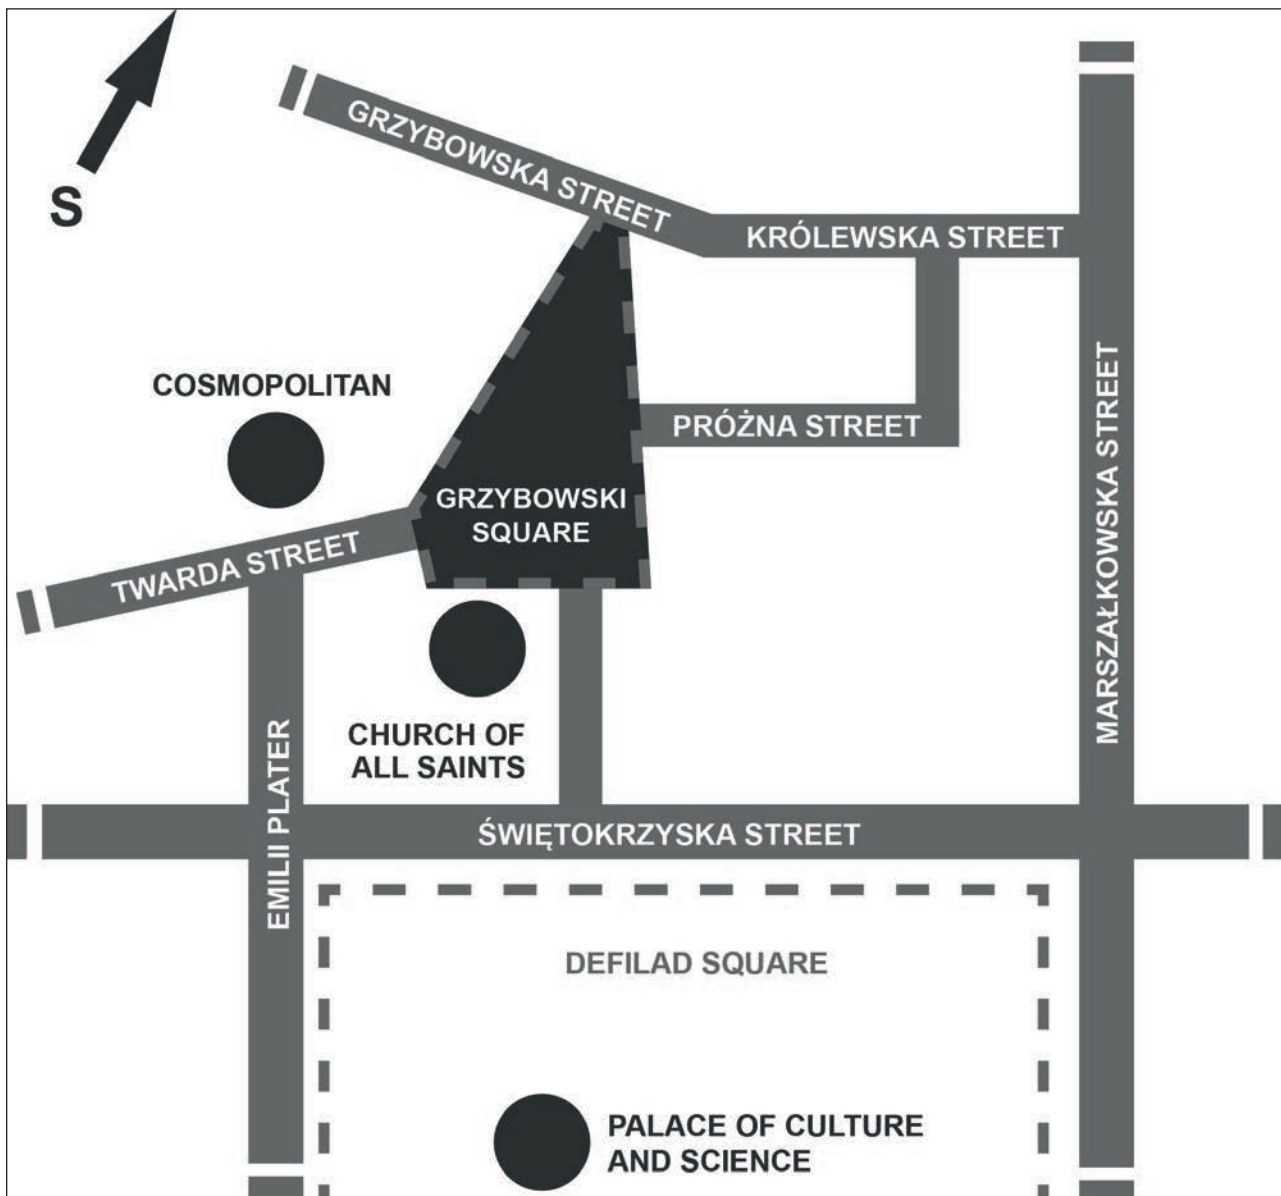 S
GRZYBOWSKA STREET
KRÓLEWSKA STREET
COSMOPOLITAN
PRÓŻNA STREET
GRZYBOWSKI
SQUARE
TWARDA STREET
MARSZAŁKOWSKA STREET
CHURCH OF
ALL SAINTS
EMILII PLATER
ŚWIĘTOKRZYSKA STREET
DEFILAD SQUARE
PALACE OF CULTURE
AND SCIENCE